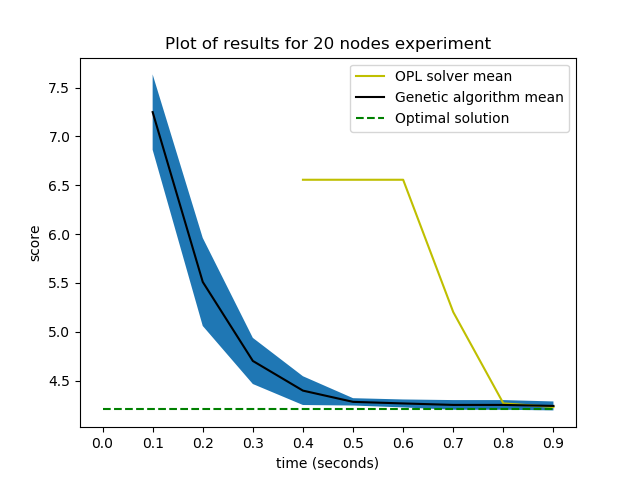 Plot of results for 20 nodes experiment
OPL solver mean
Genetic algorithm mean
Optimal solution
score
7.5
7.0
6.5
6.0
5.5
5.0
4.5
0.0 0.1 0.2 0.3 0.4 0.5 0.6 0.7 0.8 0.9
time (seconds)